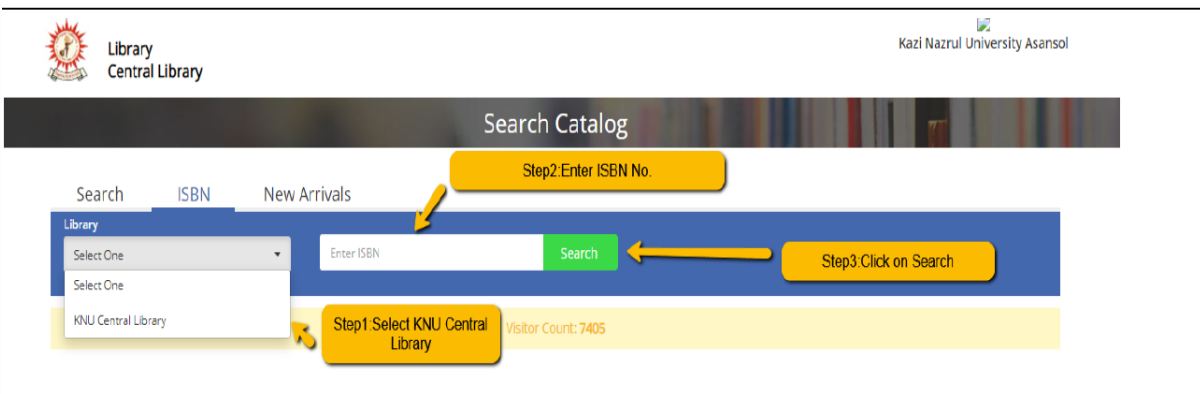 Library
Central Library
Kazi Nazrul University Asansol
Search Catalog
Step2:Enter ISBN No.
Search
ISBN
New Arrivals
Library
Select One
Enter ISBN
Search
Step3:Click on Search
Select One
KNU Central Library
Step1:Select KNU Central
Library
Visitor Count: 7405